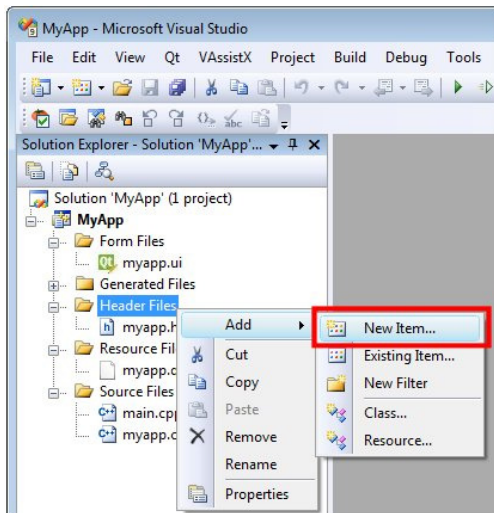 MyApp - Microsoft Visual Studio
File Edit View Qt VAssistX Project Build Debug Tools
Solution Explorer - Solution 'MyApp'...
Solution 'MyApp' (1 project)
MyApp
Form Files
myapp.ui
Generated Files
Header Files
myapp.h
Resource Fil
myapp.q
Source Files
main.cpp
myapp.c
Add
Cut
Copy
Paste
Remove
Rename
Properties
New Item...
Existing Item...
New Filter
Class...
Resource...